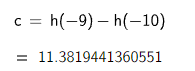 c = h(−9) − h(−10)
= 11.3819441360551